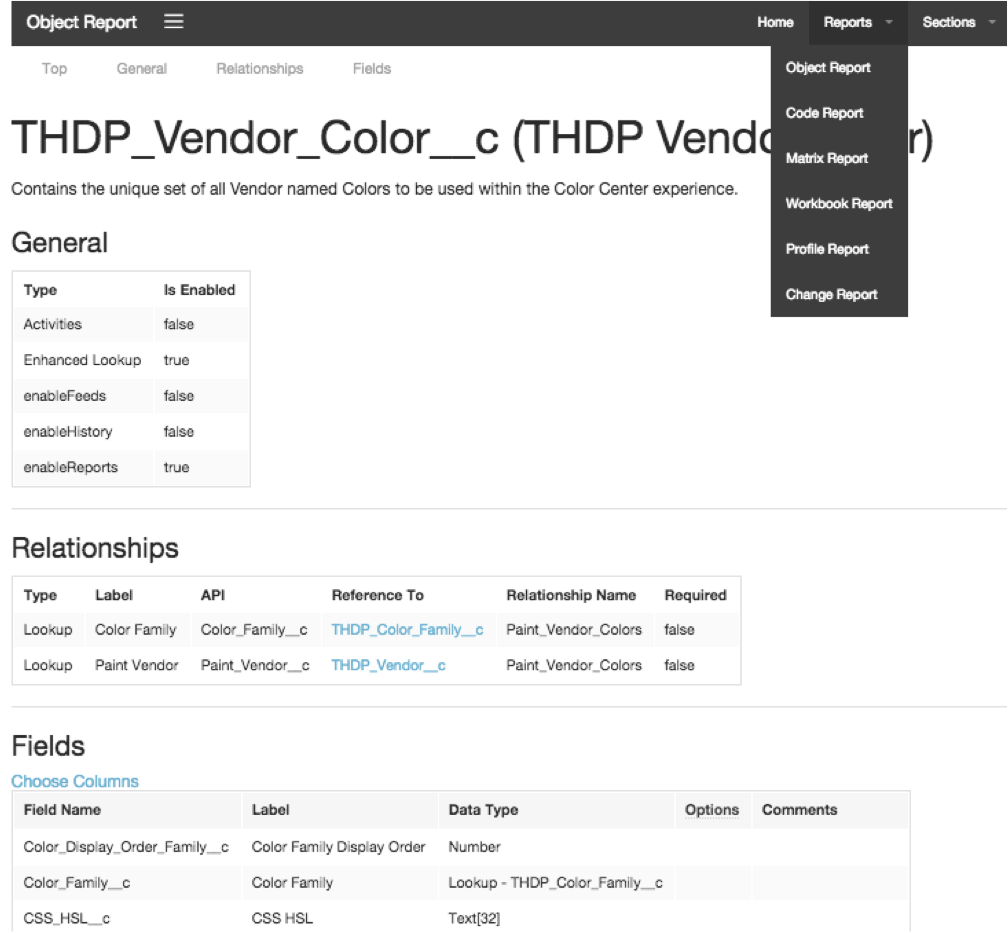 Object Report Home Reports Sections
Top General Relationships Fields
Object Report
Code Report
Matrix Report
Workbook Report
Profile Report
Change Report
THDP_Vendor_Color__c (THDP Vend r)
Contains the unique set of all Vendor named Colors to be used within the Color Center experience.
General
Type Is Enabled
Activities false
Enhanced Lookup true
enableFeeds false
enableHistory false
enableReports true
Relationships
Type Label API Reference To Relationship Name Required
Lookup Color Family Color_Family__c THDP_Color_Family__c Paint_Vendor_Colors false
Lookup Paint Vendor Paint_Vendor__c THDP_Vendor__c Paint_Vendor_Colors false
Fields
Choose Columns
Field Name Label Data Type Options Comments
Color_Display_Order_Family__c Color Family Display Order Number
Color_Family__c Color Family Lookup - THDP_Color_Family__c
CSS_HSL__c CSS HSL Text[32]